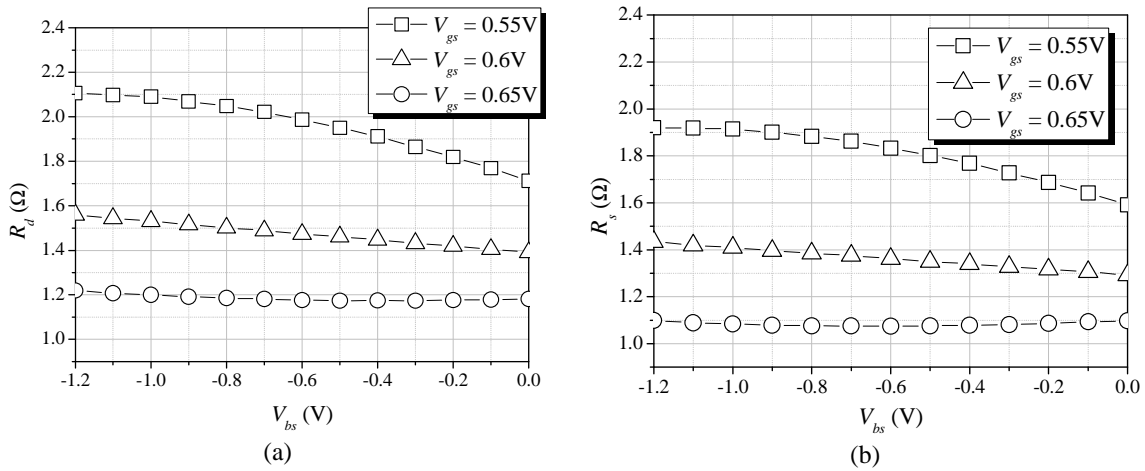 2.4
2.2
2.0
1.8
1.6
1.4
1.2
1.0
R_d (Ω)
V_gs = 0.55V
V_gs = 0.6V
V_gs = 0.65V
-1.2 -1.0 -0.8 -0.6 -0.4 -0.2 0.0
V_bs (V)
(a)
2.4
2.2
2.0
1.8
1.6
1.4
1.2
1.0
R_s (Ω)
V_gs = 0.55V
V_gs = 0.6V
V_gs = 0.65V
-1.2 -1.0 -0.8 -0.6 -0.4 -0.2 0.0
V_bs (V)
(b)